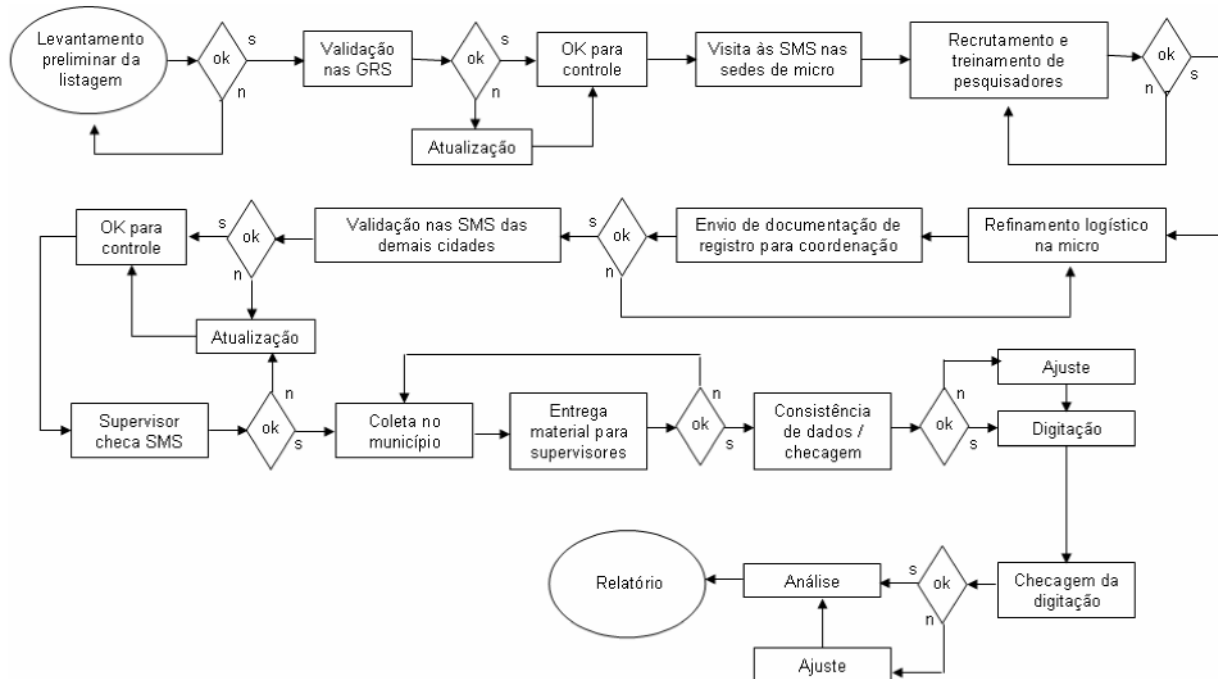 Levantamento
preliminar da
listagem
ok
s
n
Validação
nas GRS
ok
s
n
Atualização
OK para
controle
Visita às SMS nas
sedes de micro
Recrutamento e
treinamento de
pesquisadores
ok
n
s
Refinamento logístico
na micro
Envio de documentação de
registro para coordenação
s
ok
n
Validação nas SMS das
demais cidades
s
ok
n
OK para
controle
Atualização
Supervisor
checa SMS
n
ok
s
Coleta no
município
Entrega
material para
supervisores
n
ok
s
Consistência
de dados /
checagem
n
ok
s
Ajuste
Digitação
Checagem da
digitação
s
ok
n
Ajuste
Análise
Relatório